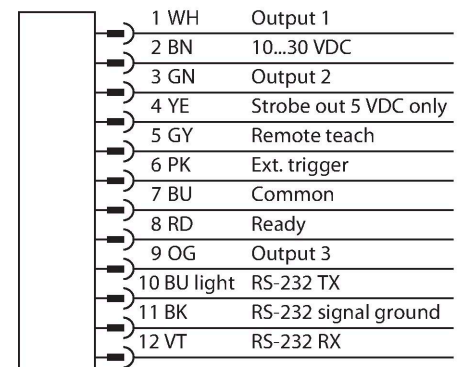 1 WH Output 1
2 BN 10...30 VDC
3 GN Output 2
4 YE Strobe out 5 VDC only
5 GY Remote teach
6 PK Ext. trigger
7 BU Common
8 RD Ready
9 OG Output 3
10 BU light RS-232 TX
11 BK RS-232 signal ground
12 VT RS-232 RX